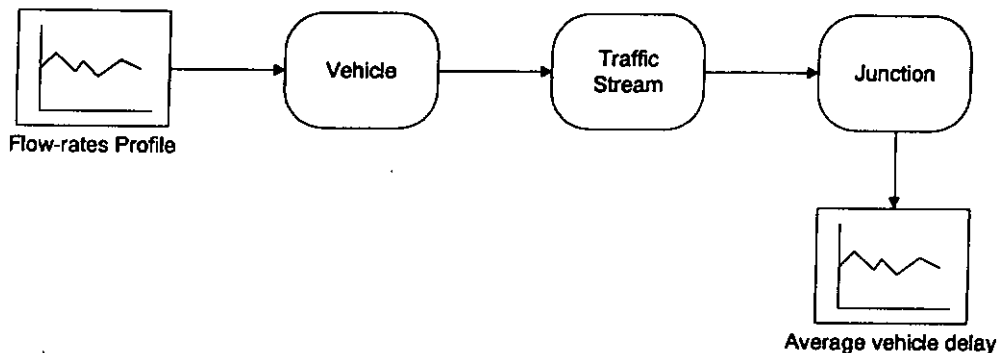 Flow-rates Profile
Vehicle
Traffic
Stream
Junction
Average vehicle delay